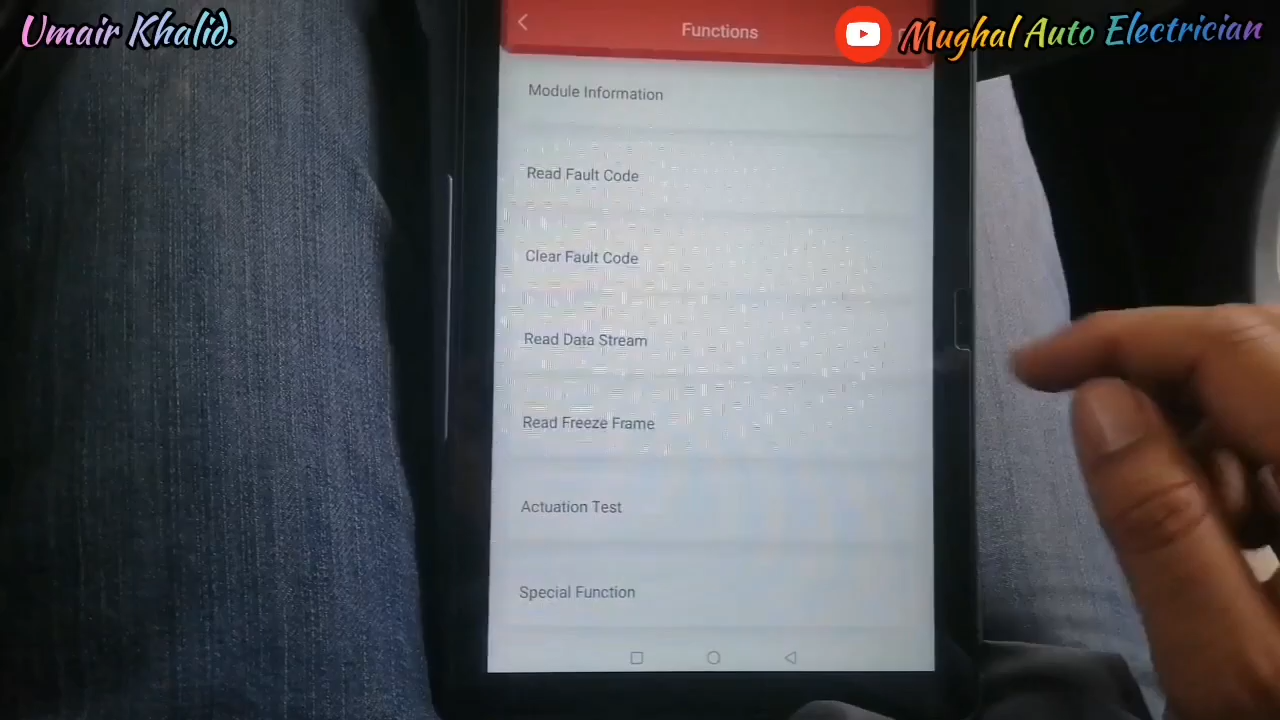 Umair Khalid.
Mughal Auto Electrician
Functions
Module Information
Read Fault Code
Clear Fault Code
Read Data Stream
Read Freeze Frame
Actuation Test
Special Function